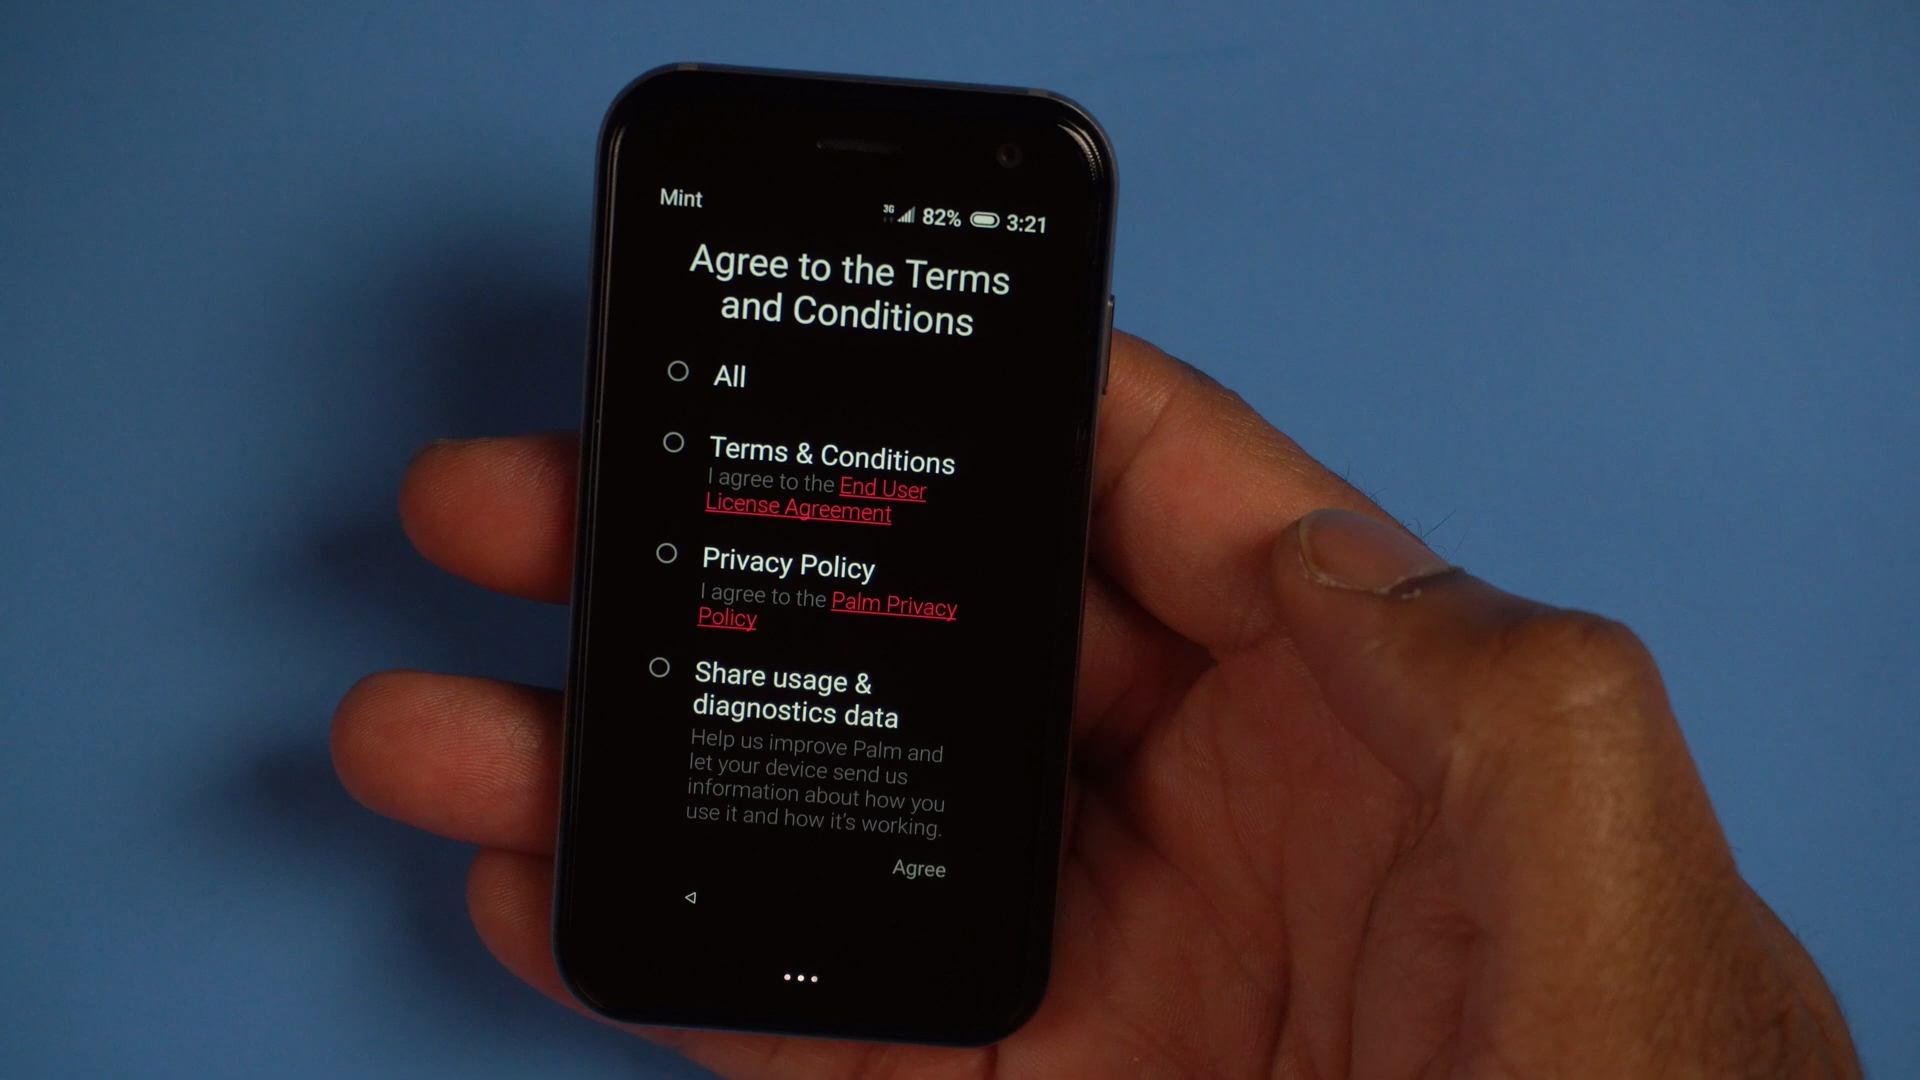 Mint
3G 82% 3:21
Agree to the Terms
and Conditions
All
Terms & Conditions
I agree to the End User
License Agreement
Privacy Policy
I agree to the Palm Privacy
Policy
Share usage &
diagnostics data
Help us improve Palm and
let your device send us
information about how you
use it and how it's working.
Agree